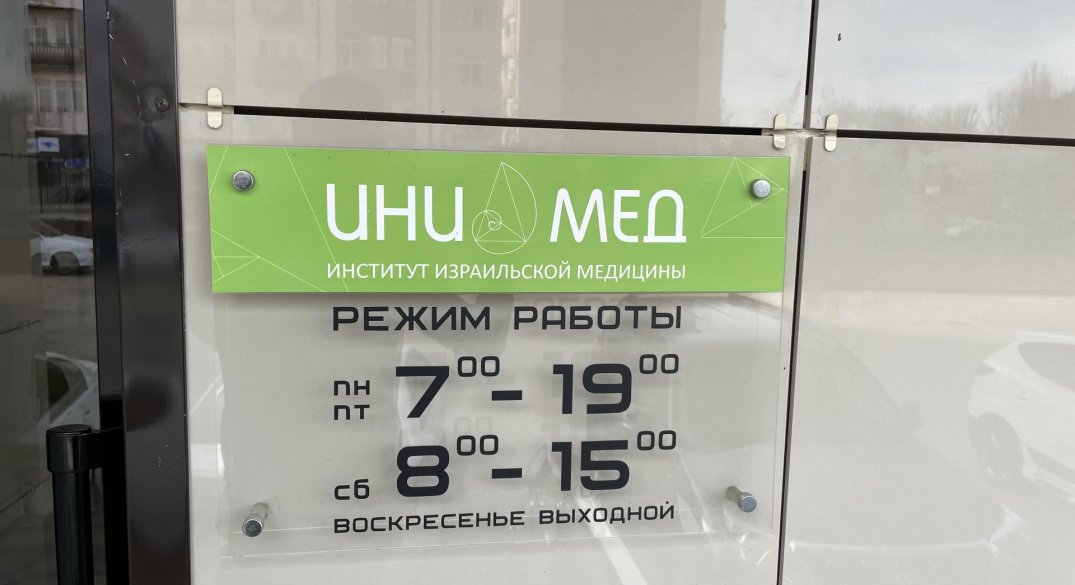 ИНИ МЕД
ИНСТИТУТ ИЗРАИЛЬСКОЙ МЕДИЦИНЫ
РЕЖИМ РАБОТЫ
ПН ПТ 7⁰⁰ - 19⁰⁰
СБ 8⁰⁰ - 15⁰⁰
ВОСКРЕСЕНЬЕ ВЫХОДНОЙ